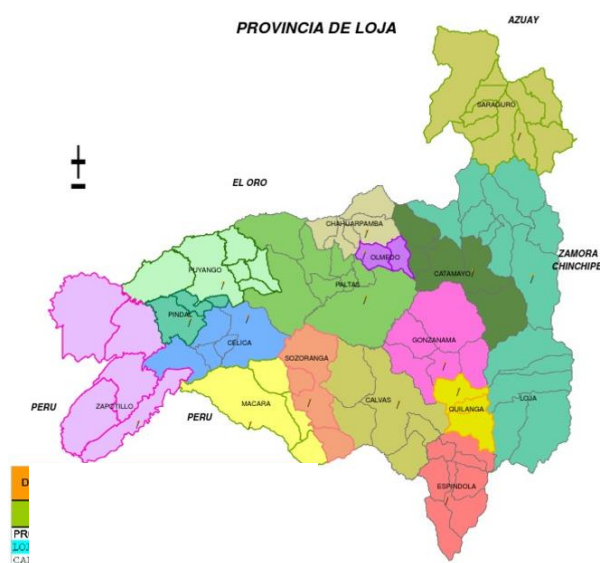 PROVINCIA DE LOJA
AZUAY
SARAGURO
EL ORO
CHAHUARPAMBA
ZAMORA
CHINCHIPE
OLMEDO
CATAMAYO
PUYANGO
PALTAS
PINDAL
GONZANAMA
CELICA
SOZORANGA
PERU
ZAPOTILLO
PERU
MACARA
CALVAS
QUILANGA
LOJA
ESPINDOLA
D